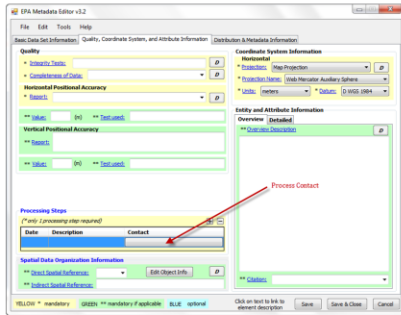 EPA Metadata Editor v3.2
File Edit Tools Help
Basic Data Set Information Quality, Coordinate System, and Attribute Information Distribution & Metadata Information
Quality
* Integrity Tests:
* Completeness of Data: D
Horizontal Positional Accuracy
* Report: D
** Value: (m) ** Test used:
Vertical Positional Accuracy
** Report:
** Value: (m) ** Test used:
Processing Steps
(* only 1 processing step required)
Date Description Contact
Spatial Data Organization Information
** Direct Spatial Reference: Edit Object Info D
** Indirect Spatial Reference:
Coordinate System Information
Horizontal
* Projection: Map Projection D
* Projection Name: Web Mercator Auxiliary Sphere
* Units: meters * Datum: D WGS 1984
Entity and Attribute Information
Overview Detailed
** Overview Description D
Process Contact
** Citation:
YELLOW * mandatory GREEN ** mandatory if applicable BLUE optional
Click on text to link to element description Save Save & Close Cancel